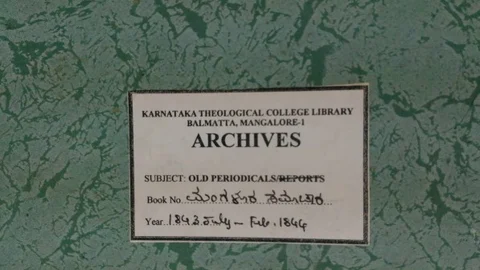 KARNATAKA THEOLOGICAL COLLEGE LIBRARY
BALMATTA, MANGALORE-1
ARCHIVES
SUBJECT: OLD PERIODICALS/REPORTS
Book No. ಮಂಗಳೂರ ಸಮಾಚಾರ
Year 1843 July - Feb. 1844